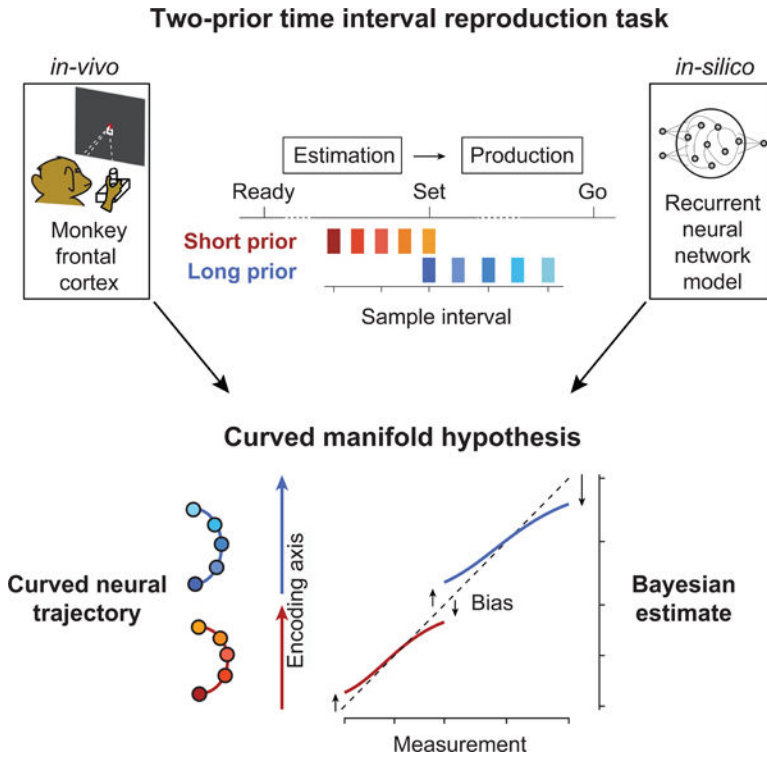 Two-prior time interval reproduction task
in-vivo
in-silico
Estimation
Production
Ready
Set
Go
Monkey
frontal
cortex
Short prior
Long prior
Sample interval
Recurrent
neural
network
model
Curved manifold hypothesis
Curved neural
trajectory
Encoding axis
Bias
Bayesian
estimate
Measurement